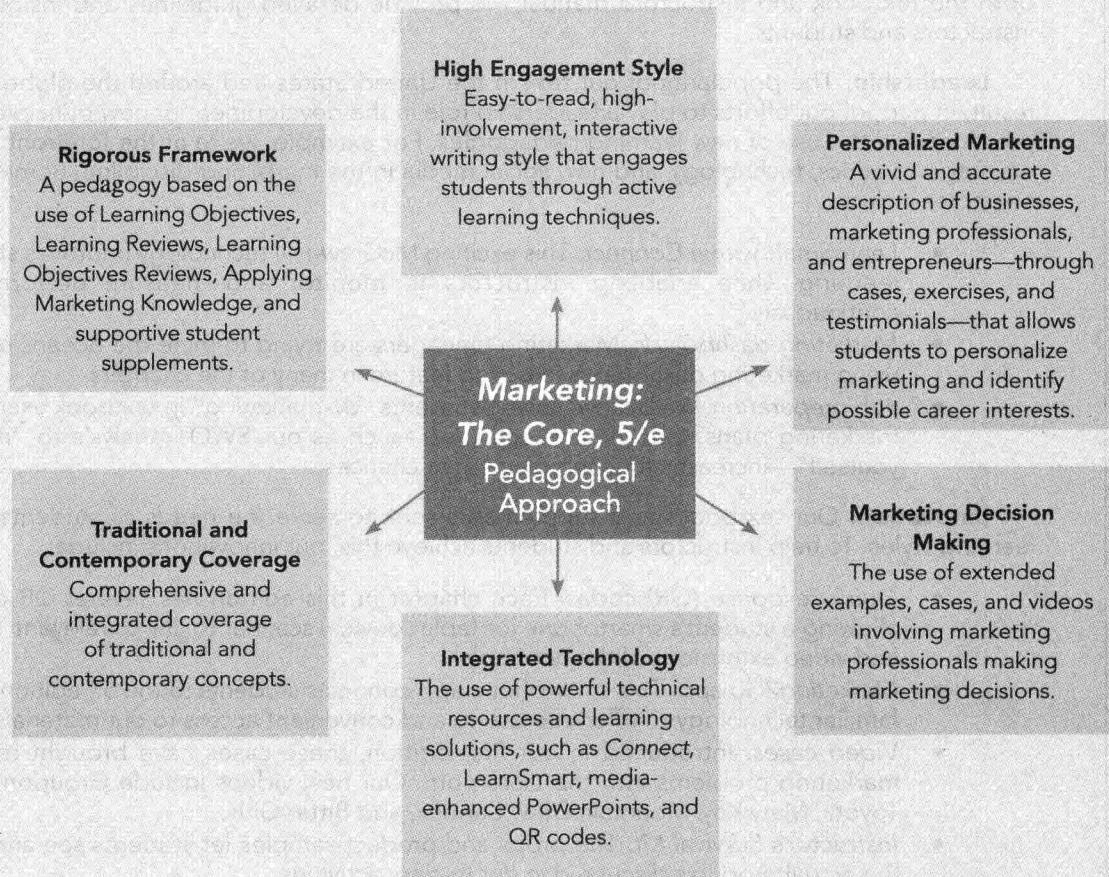 High Engagement Style
Easy-to-read, high-
involvement, interactive
writing style that engages
students through active
learning techniques.
Rigorous Framework
A pedagogy based on the
use of Learning Objectives,
Learning Reviews, Learning
Objectives Reviews, Applying
Marketing Knowledge, and
supportive student
supplements.
Personalized Marketing
A vivid and accurate
description of businesses,
marketing professionals,
and entrepreneurs—through
cases, exercises, and
testimonials—that allows
students to personalize
marketing and identify
possible career interests.
Marketing:
The Core, 5/e
Pedagogical
Approach
Traditional and
Contemporary Coverage
Comprehensive and
integrated coverage
of traditional and
contemporary concepts.
Marketing Decision
Making
The use of extended
examples, cases, and videos
involving marketing
professionals making
marketing decisions.
Integrated Technology
The use of powerful technical
resources and learning
solutions, such as Connect,
LearnSmart, media-
enhanced PowerPoints, and
QR codes.